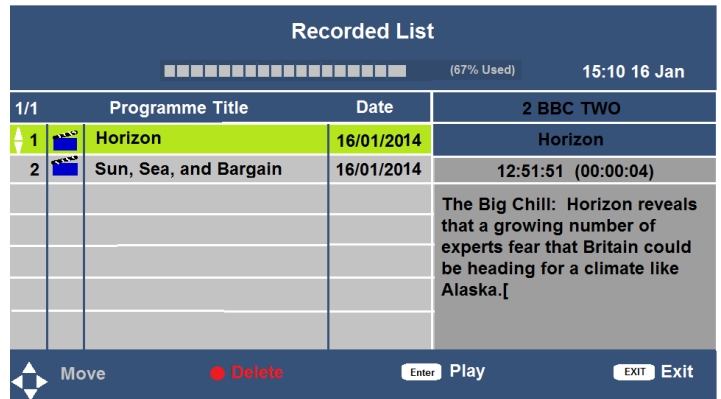 Recorded List
(67% Used)
15:10 16 Jan
1/1 Programme Title Date 2 BBC TWO
1 Horizon 16/01/2014 Horizon
2 Sun, Sea, and Bargain 16/01/2014 12:51:51 (00:00:04)
The Big Chill: Horizon reveals
that a growing number of
experts fear that Britain could
be heading for a climate like
Alaska.[
Move Delete Enter Play EXIT Exit